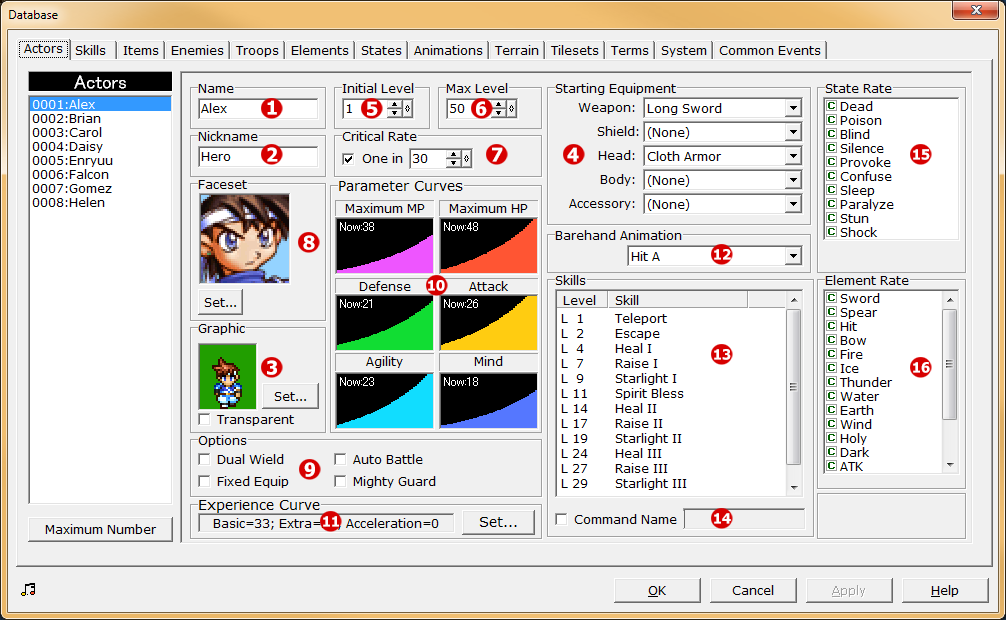 Database
Actors Skills Items Enemies Troops Elements States Animations Terrain Tilesets Terms System Common Events
Actors
0001:Alex
0002:Brian
0003:Carol
0004:Daisy
0005:Enryuu
0006:Falcon
0007:Gomez
0008:Helen
Maximum Number
Name
Alex 1
Nickname
Hero 2
Faceset
8
Set...
Graphic
3
Set...
Transparent
Initial Level
1 5
Max Level
50 6
Critical Rate
One in 30 7
Parameter Curves
Maximum MP Maximum HP
Now:38 Now:48
Defense 10 Attack
Now:21 Now:26
Agility Mind
Now:23 Now:18
Options
Dual Wield Auto Battle
9
Fixed Equip Mighty Guard
Experience Curve
Basic=33; Extra= 11 Acceleration=0 Set...
Starting Equipment
Weapon: Long Sword
Shield: (None)
4 Head: Cloth Armor
Body: (None)
Accessory: (None)
Barehand Animation
Hit A 12
Skills
Level Skill
L 1 Teleport
L 2 Escape
L 4 Heal I
L 7 Raise I
L 9 Starlight I
L 11 Spirit Bless
L 14 Heal II
L 17 Raise II
L 19 Starlight II
L 24 Heal III
L 27 Raise III
L 29 Starlight III
13
Command Name 14
State Rate
C Dead
C Poison
C Blind
C Silence
C Provoke
C Confuse
C Sleep
C Paralyze
C Stun
C Shock
15
Element Rate
C Sword
C Spear
C Hit
C Bow
C Fire
C Ice
C Thunder
C Water
C Earth
C Wind
C Holy
C Dark
C ATK
16
OK Cancel Apply Help